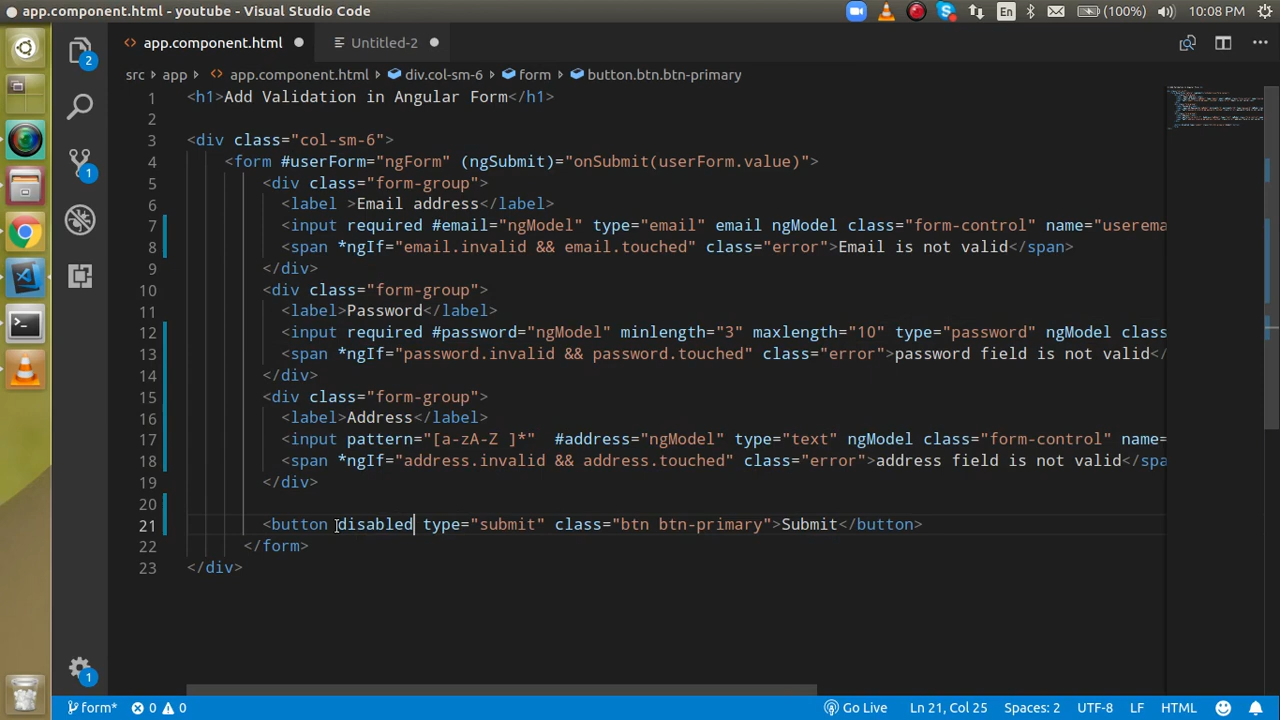 app.component.html - youtube - Visual Studio Code
En (100%) 10:08 PM
app.component.html Untitled-2
src app app.component.html div.col-sm-6 form button.btn.btn-primary
1 <h1>Add Validation in Angular Form</h1>
2
3 <div class="col-sm-6">
4 <form #userForm="ngForm" (ngSubmit)="onSubmit(userForm.value)">
5 <div class="form-group">
6 <label >Email address</label>
7 <input required #email="ngModel" type="email" email ngModel class="form-control" name="userema
8 <span *ngIf="email.invalid && email.touched" class="error">Email is not valid</span>
9 </div>
10 <div class="form-group">
11 <label>Password</label>
12 <input required #password="ngModel" minlength="3" maxlength="10" type="password" ngModel class
13 <span *ngIf="password.invalid && password.touched" class="error">password field is not valid</
14 </div>
15 <div class="form-group">
16 <label>Address</label>
17 <input pattern="[a-zA-Z ]*"  #address="ngModel" type="text" ngModel class="form-control" name=
18 <span *ngIf="address.invalid && address.touched" class="error">address field is not valid</spa
19 </div>
20
21 <button disabled type="submit" class="btn btn-primary">Submit</button>
22 </form>
23 </div>
2
1
1
form* 0 0 Go Live Ln 21, Col 25 Spaces: 2 UTF-8 LF HTML